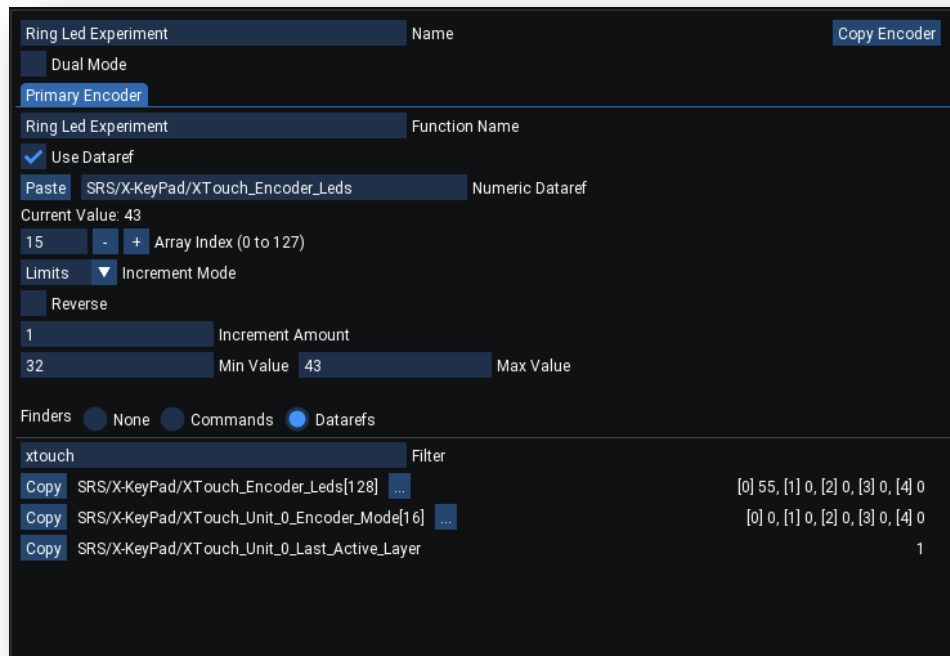 Ring Led Experiment Name Copy Encoder
Dual Mode
Primary Encoder
Ring Led Experiment Function Name
Use Dataref
Paste SRS/X-KeyPad/XTouch_Encoder_Leds Numeric Dataref
Current Value: 43
15 - + Array Index (0 to 127)
Limits Increment Mode
Reverse
1 Increment Amount
32 Min Value 43 Max Value
Finders None Commands Datarefs
xtouch Filter
Copy SRS/X-KeyPad/XTouch_Encoder_Leds[128] ... [0] 55, [1] 0, [2] 0, [3] 0, [4] 0
Copy SRS/X-KeyPad/XTouch_Unit_0_Encoder_Mode[16] ... [0] 0, [1] 0, [2] 0, [3] 0, [4] 0
Copy SRS/X-KeyPad/XTouch_Unit_0_Last_Active_Layer 1